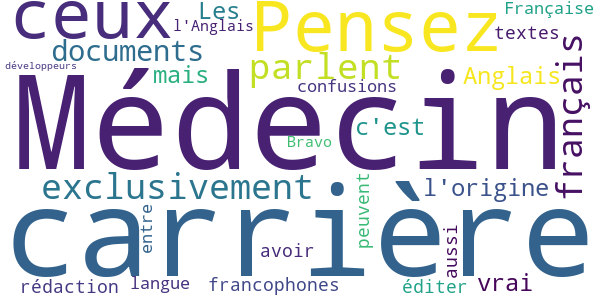 ceux
l'Anglais
Les
Pensez
Française
textes
documents
développeurs
mais
parlent
Anglais
français
confusions
Médecin
c'est
Bravo
exclusivement
l'origine
carrière
entre
peuvent
avoir
aussi
rédaction
langue
francophones
éditer
vrai